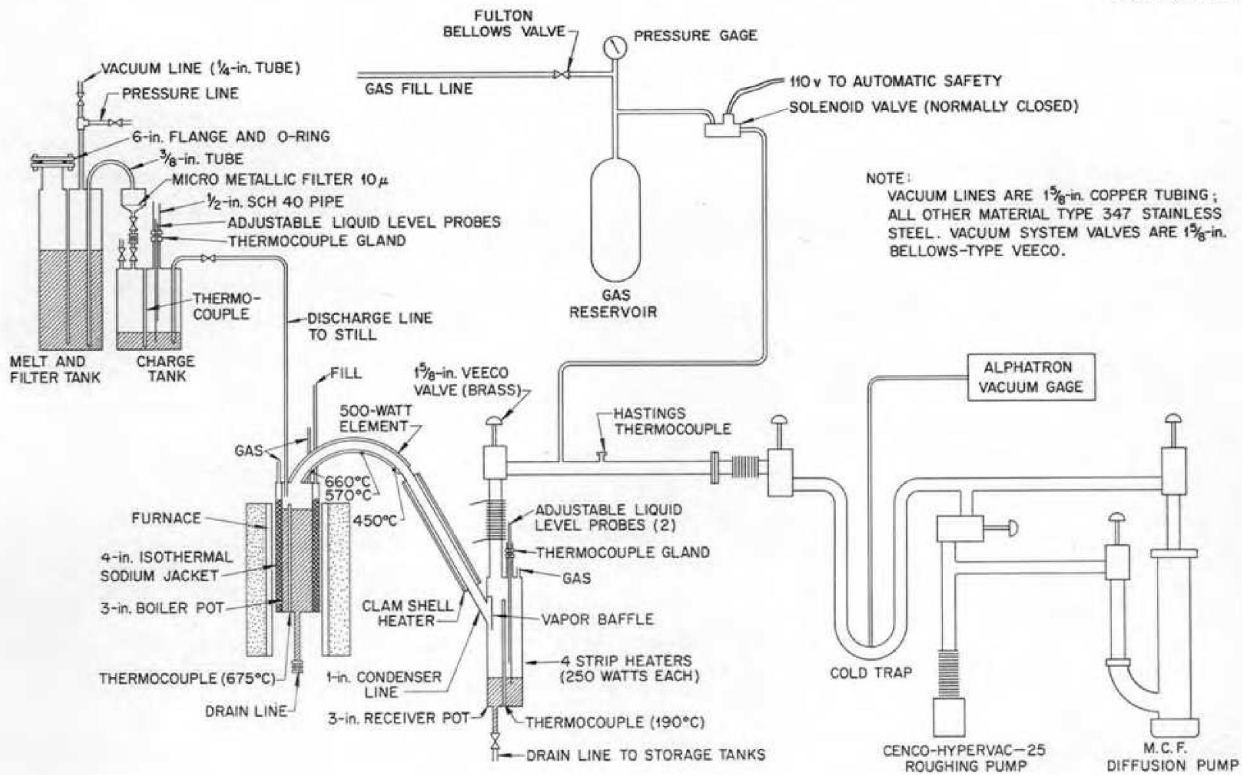 FULTON
BELLOWS VALVE
PRESSURE GAGE
VACUUM LINE (1/4-in. TUBE)
PRESSURE LINE
GAS FILL LINE
110 v TO AUTOMATIC SAFETY
SOLENOID VALVE (NORMALLY CLOSED)
6-in. FLANGE AND O-RING
3/8-in. TUBE
MICRO METALLIC FILTER 10 μ
1/2-in. SCH 40 PIPE
ADJUSTABLE LIQUID LEVEL PROBES
THERMOCOUPLE GLAND
NOTE:
VACUUM LINES ARE 1 5/8-in. COPPER TUBING;
ALL OTHER MATERIAL TYPE 347 STAINLESS
STEEL. VACUUM SYSTEM VALVES ARE 1 5/8-in.
BELLOWS-TYPE VEECO.
THERMO-
COUPLE
GAS
RESERVOIR
DISCHARGE LINE
TO STILL
MELT AND
FILTER TANK
CHARGE
TANK
FILL
1 5/8-in. VEECO
VALVE (BRASS)
ALPHATRON
VACUUM GAGE
500-WATT
ELEMENT
HASTINGS
THERMOCOUPLE
GAS
660°C
570°C
450°C
FURNACE
4-in. ISOTHERMAL
SODIUM JACKET
3-in. BOILER POT
ADJUSTABLE LIQUID
LEVEL PROBES (2)
THERMOCOUPLE GLAND
GAS
CLAM SHELL
HEATER
VAPOR BAFFLE
4 STRIP HEATERS
(250 WATTS EACH)
COLD TRAP
THERMOCOUPLE (675°C)
1-in. CONDENSER
LINE
DRAIN LINE
3-in. RECEIVER POT
THERMOCOUPLE (190°C)
DRAIN LINE TO STORAGE TANKS
CENCO-HYPERVAC-25
ROUGHING PUMP
M.C.F.
DIFFUSION PUMP